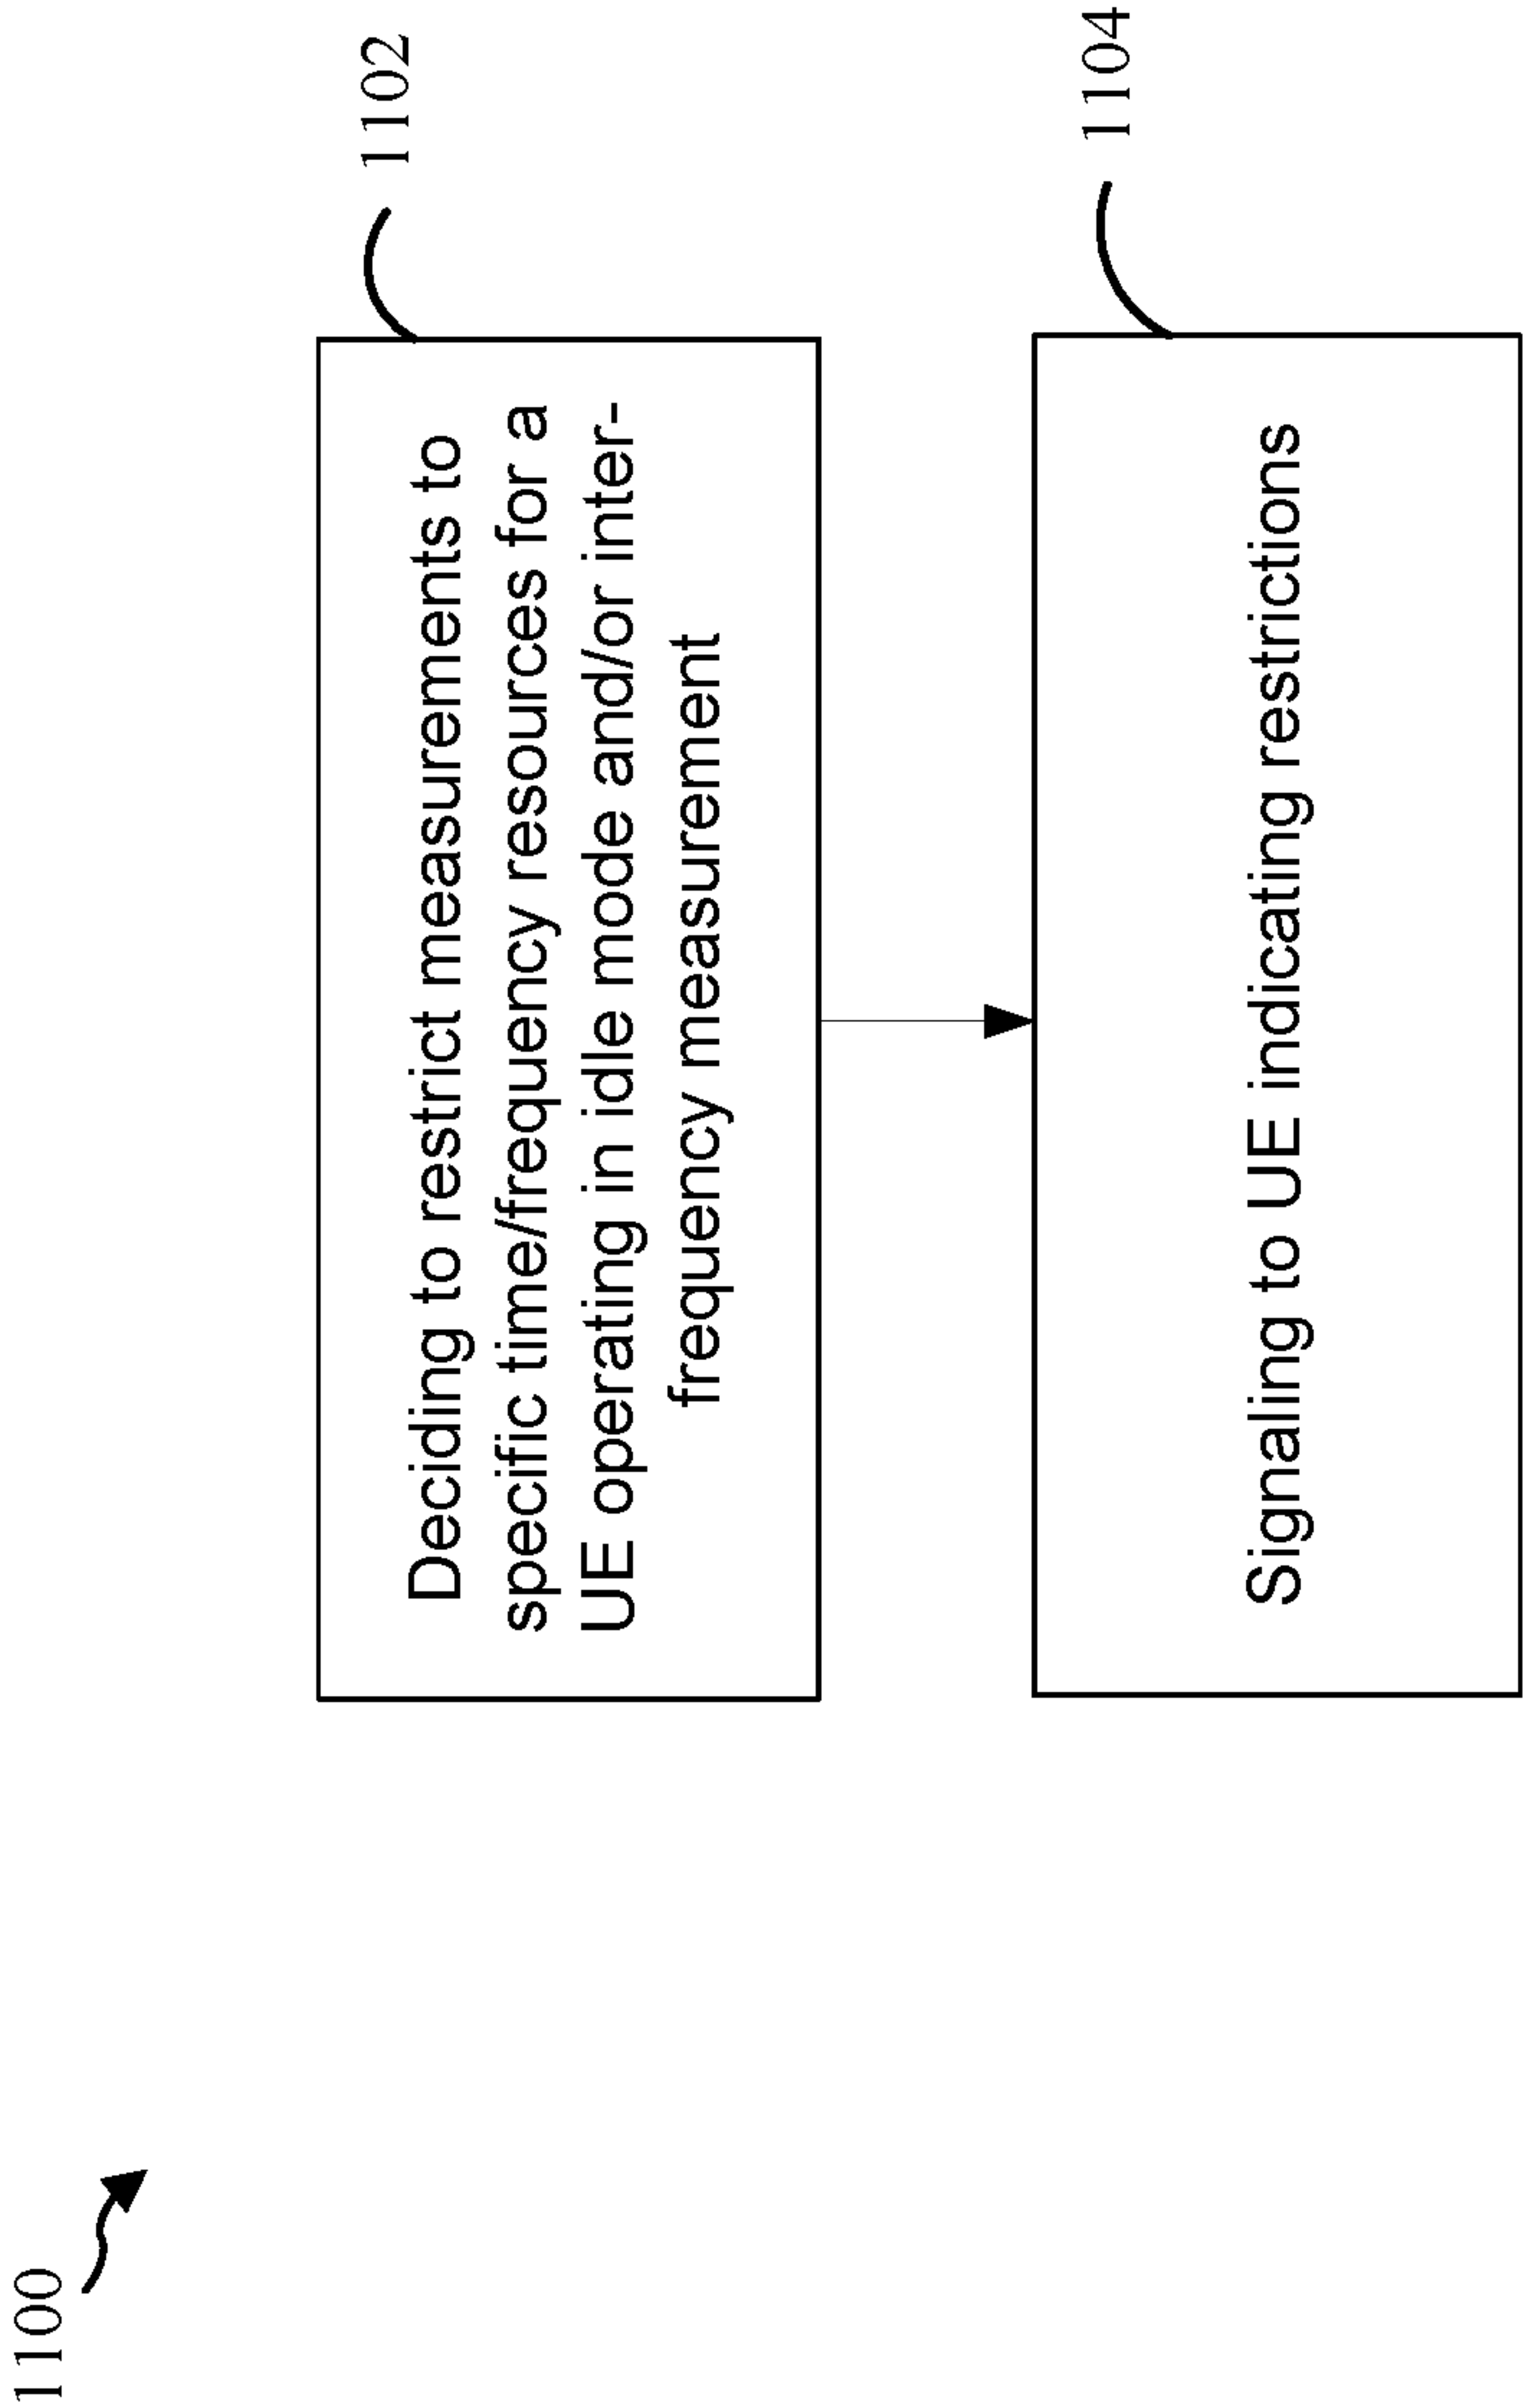 1100
1102
Deciding to restrict measurements to
specific time/frequency resources for a
UE operating in idle mode and/or inter-
frequency measurement
1104
Signaling to UE indicating restrictions